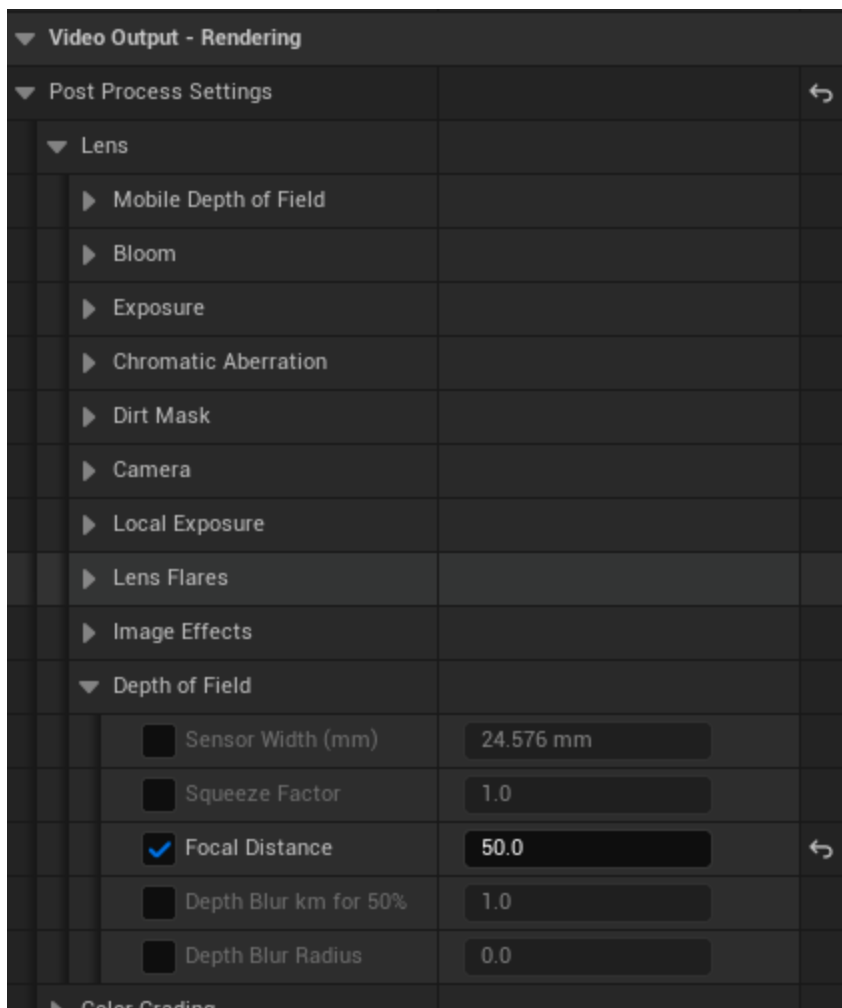 Video Output - Rendering
Post Process Settings
Lens
Mobile Depth of Field
Bloom
Exposure
Chromatic Aberration
Dirt Mask
Camera
Local Exposure
Lens Flares
Image Effects
Depth of Field
Sensor Width (mm) 24.576 mm
Squeeze Factor 1.0
Focal Distance 50.0
Depth Blur km for 50% 1.0
Depth Blur Radius 0.0
Color Grading